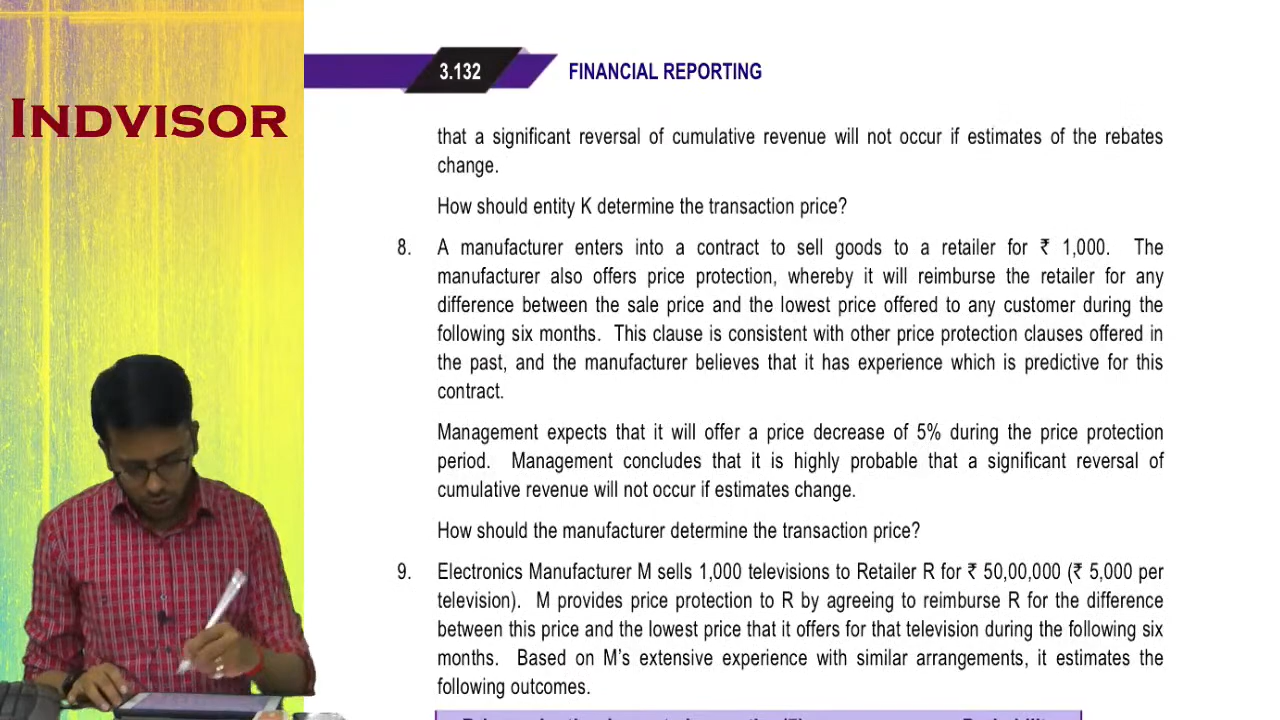 INDVISOR
3.132 FINANCIAL REPORTING
that a significant reversal of cumulative revenue will not occur if estimates of the rebates
change.
How should entity K determine the transaction price?
8. A manufacturer enters into a contract to sell goods to a retailer for ₹ 1,000. The
manufacturer also offers price protection, whereby it will reimburse the retailer for any
difference between the sale price and the lowest price offered to any customer during the
following six months. This clause is consistent with other price protection clauses offered in
the past, and the manufacturer believes that it has experience which is predictive for this
contract.
Management expects that it will offer a price decrease of 5% during the price protection
period. Management concludes that it is highly probable that a significant reversal of
cumulative revenue will not occur if estimates change.
How should the manufacturer determine the transaction price?
9. Electronics Manufacturer M sells 1,000 televisions to Retailer R for ₹ 50,00,000 (₹ 5,000 per
television). M provides price protection to R by agreeing to reimburse R for the difference
between this price and the lowest price that it offers for that television during the following six
months. Based on M's extensive experience with similar arrangements, it estimates the
following outcomes.